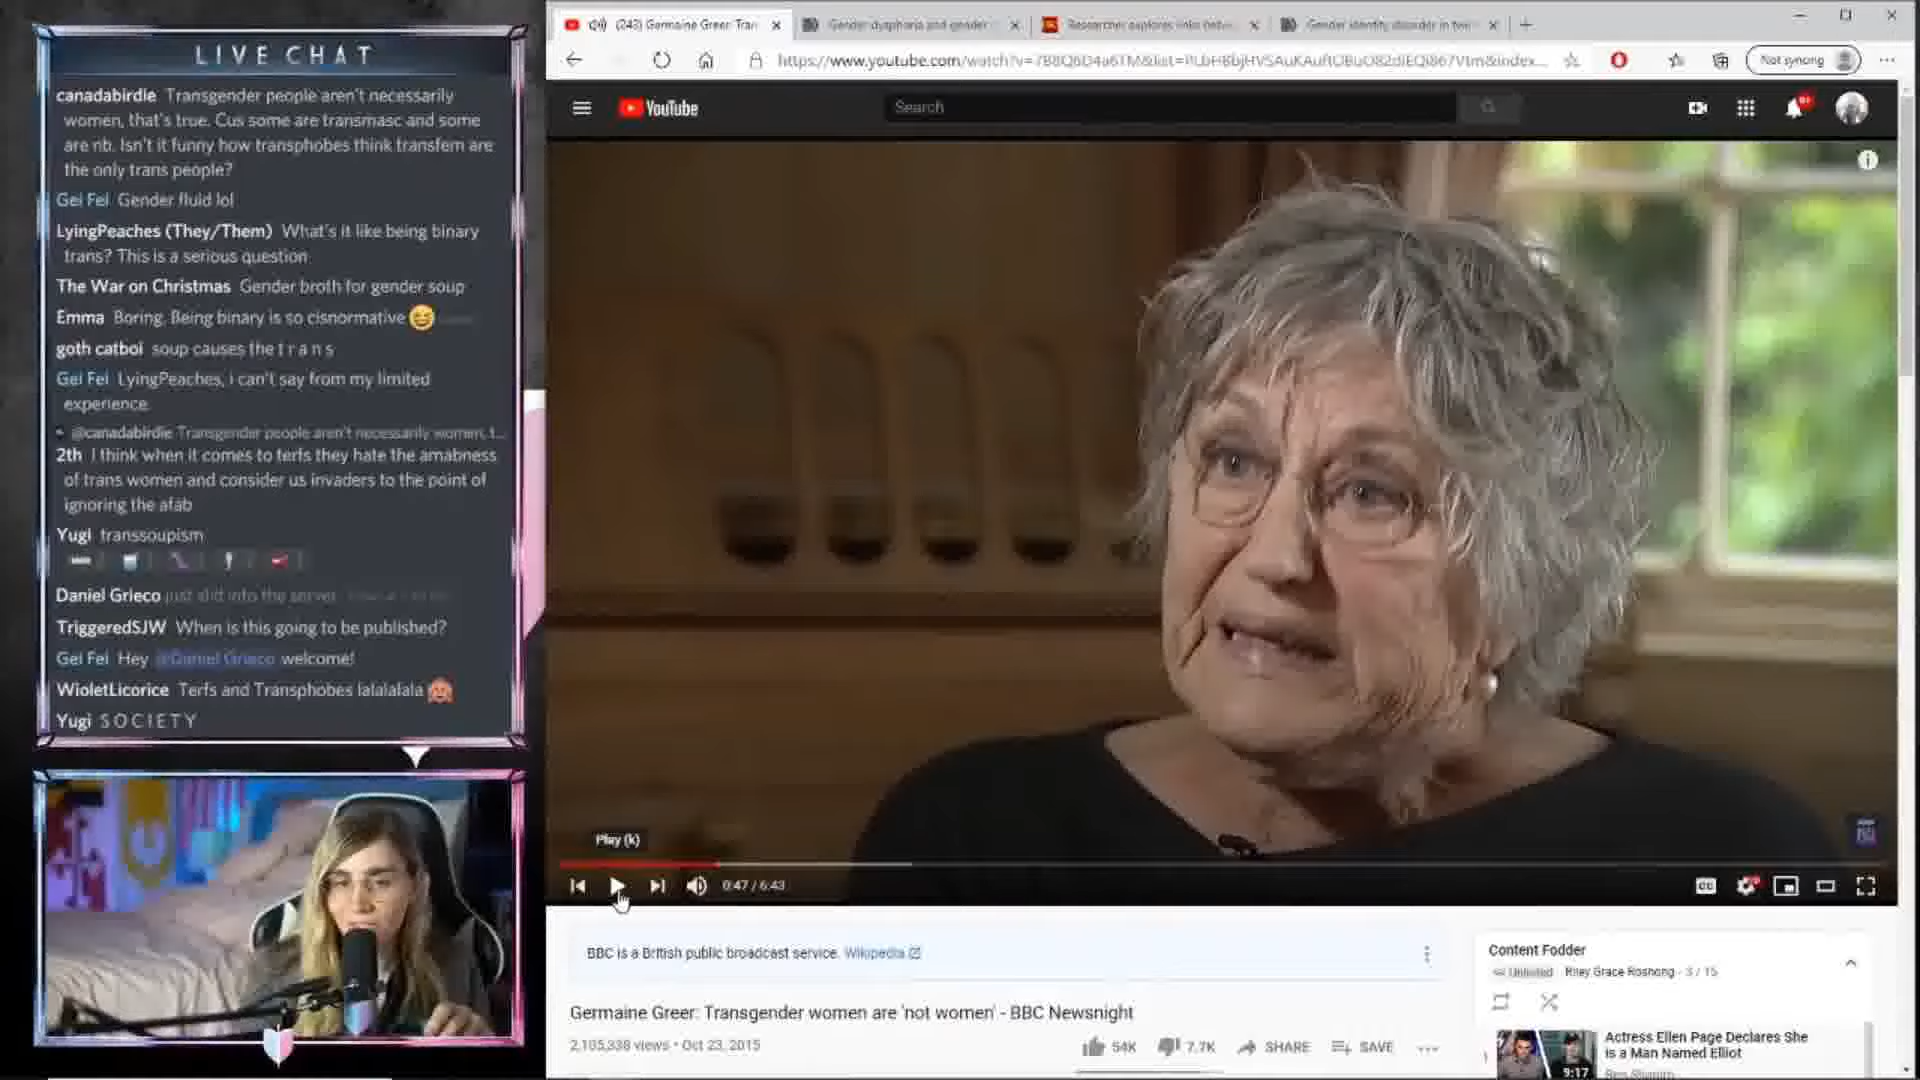 LIVE CHAT
canadabirdie Transgender people aren't necessarily
women, that's true. Cus some are transmasc and some
are nb. Isn't it funny how transphobes think transfem are
the only trans people?
Gei Fei Gender fluid lol
LyingPeaches (They/Them) What's it like being binary
trans? This is a serious question
The War on Christmas Gender broth for gender soup
Emma Boring. Being binary is so cisnormative
goth catboi soup causes the t r a n s
Gei Fei LyingPeaches, i can't say from my limited
experience
@canadabirdie Transgender people aren't necessarily women, t...
2th I think when it comes to terfs they hate the amabness
of trans women and consider us invaders to the point of
ignoring the afab
Yugi transsoupism
Daniel Grieco just slid into the server.
TriggeredSJW When is this going to be published?
Gei Fei Hey @Daniel Grieco welcome!
WioletLicorice Terfs and Transphobes lalalalala
Yugi S O C I E T Y
(243) Germaine Greer: Tran
Gender dysphoria and gender
Researcher explores links betw
Gender identity disorder in twi
https://www.youtube.com/watch?v=
Not syncing
YouTube
Search
Play (k)
0:47 / 6:43
CC
BBC is a British public broadcast service. Wikipedia
Germaine Greer: Transgender women are 'not women' - BBC Newsnight
2,105,338 views • Oct 23, 2015
54K
7.7K
SHARE
SAVE
Content Fodder
Unlisted Riley Grace Roshong - 3 / 15
Actress Ellen Page Declares She
is a Man Named Elliot
9:17
Ben Shapiro